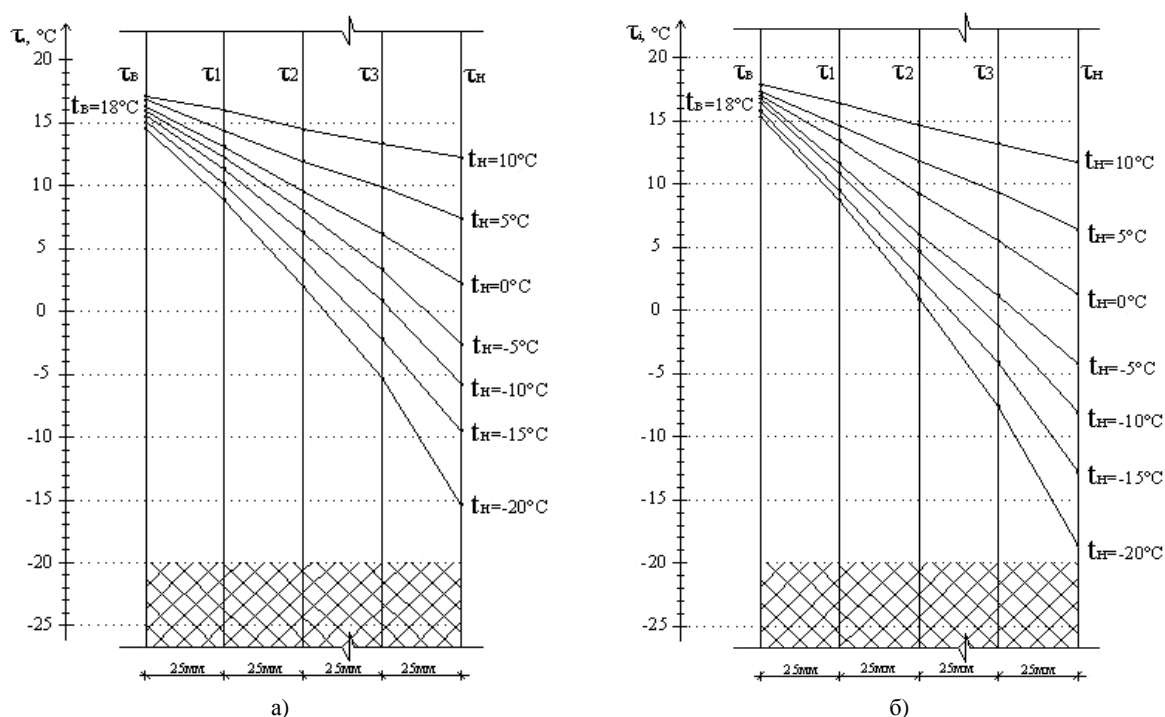 τ, °C
20
15
10
5
0
-5
-10
-15
-20
-25
τв
τ1
τ2
τ3
τн
tв=18°C
tн=10°C
tн=5°C
tн=0°C
tн=-5°C
tн=-10°C
tн=-15°C
tн=-20°C
25мм
25мм
25мм
25мм
а)
τi, °C
20
15
10
5
0
-5
-10
-15
-20
-25
τв
τ1
τ2
τ3
τн
tв=18°C
tн=10°C
tн=5°C
tн=0°C
tн=-5°C
tн=-10°C
tн=-15°C
tн=-20°C
25мм
25мм
25мм
25мм
б)